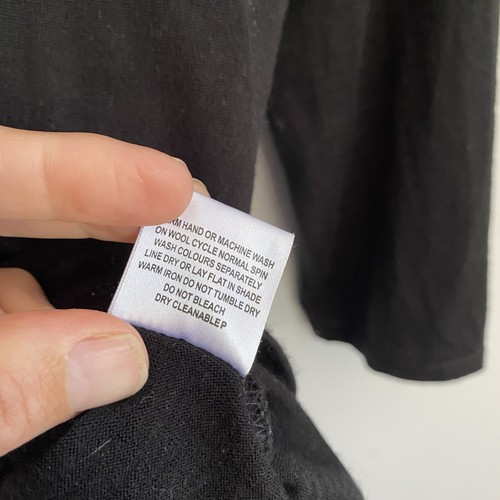 HAND OR MACHINE WASH
ON WOOL CYCLE NORMAL SPIN
WASH COLOURS SEPARATELY
LINE DRY OR LAY FLAT IN SHADE
WARM IRON DO NOT TUMBLE DRY
DO NOT BLEACH
DRY CLEANABLE P